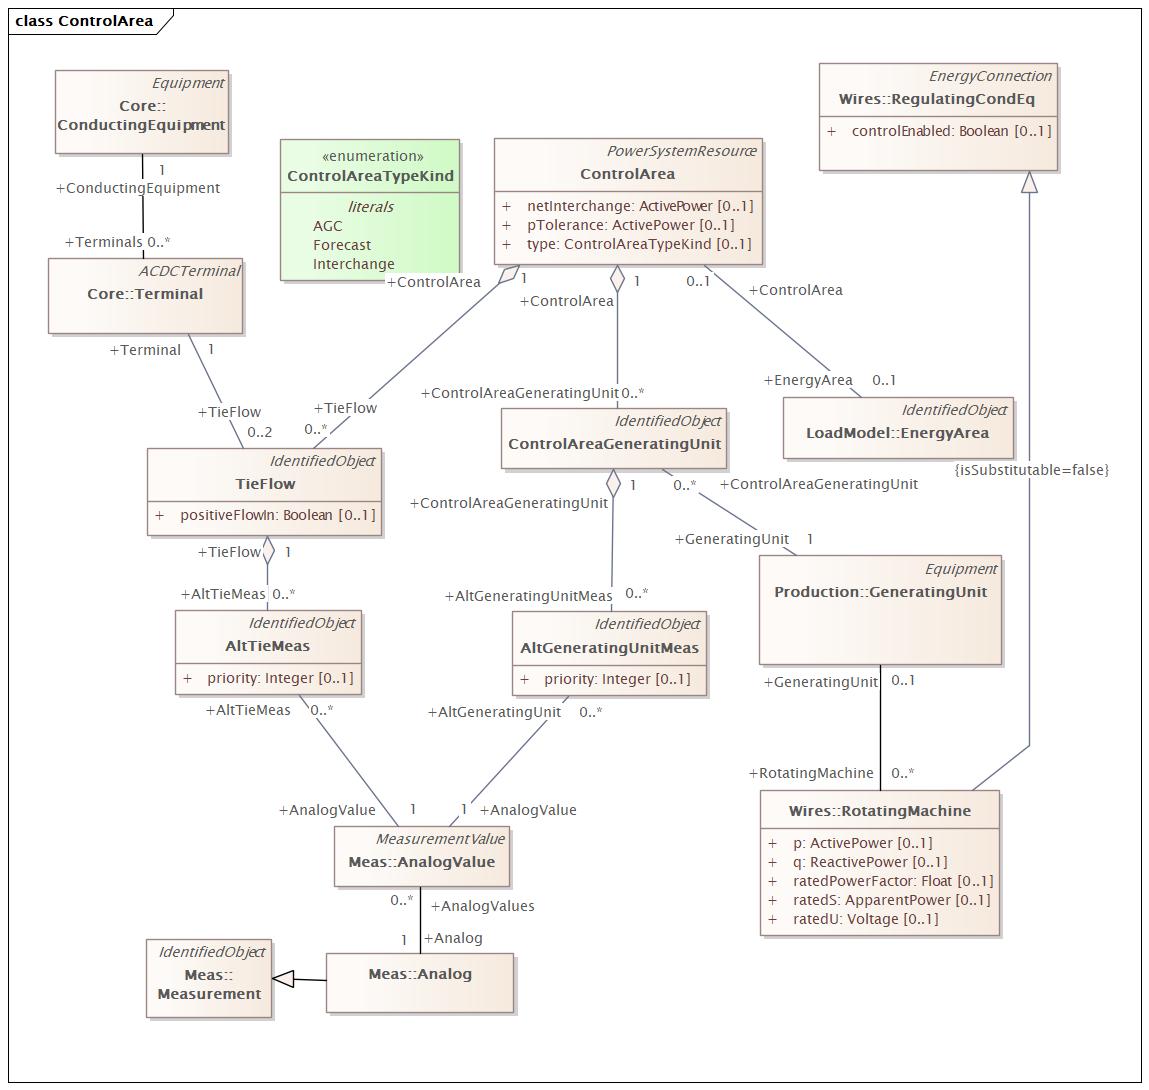 class ControlArea
Equipment
Core::
ConductingEquipment
1
+ConductingEquipment
+Terminals 0..*
ACDCTerminal
Core::Terminal
+Terminal 1
+TieFlow
0..2
«enumeration»
ControlAreaTypeKind
literals
AGC
Forecast
Interchange
PowerSystemResource
ControlArea
+ netInterchange: ActivePower [0..1]
+ pTolerance: ActivePower [0..1]
+ type: ControlAreaTypeKind [0..1]
+ControlArea 1
+ControlArea 1
0..1 +ControlArea
EnergyConnection
Wires::RegulatingCondEq
+ controlEnabled: Boolean [0..1]
+TieFlow
0..*
+ControlAreaGeneratingUnit 0..*
+EnergyArea 0..1
IdentifiedObject
LoadModel::EnergyArea
{isSubstitutable=false}
IdentifiedObject
TieFlow
+ positiveFlowIn: Boolean [0..1]
IdentifiedObject
ControlAreaGeneratingUnit
+ControlAreaGeneratingUnit 1
0..* +ControlAreaGeneratingUnit
+GeneratingUnit 1
+TieFlow 1
+AltTieMeas 0..*
+AltGeneratingUnitMeas 0..*
Equipment
Production::GeneratingUnit
IdentifiedObject
AltTieMeas
+ priority: Integer [0..1]
IdentifiedObject
AltGeneratingUnitMeas
+ priority: Integer [0..1]
+GeneratingUnit 0..1
+AltTieMeas 0..*
+AltGeneratingUnit 0..*
+RotatingMachine 0..*
+AnalogValue 1
1 +AnalogValue
MeasurementValue
Meas::AnalogValue
Wires::RotatingMachine
+ p: ActivePower [0..1]
+ q: ReactivePower [0..1]
+ ratedPowerFactor: Float [0..1]
+ ratedS: ApparentPower [0..1]
+ ratedU: Voltage [0..1]
0..* +AnalogValues
1 +Analog
IdentifiedObject
Meas::
Measurement
Meas::Analog